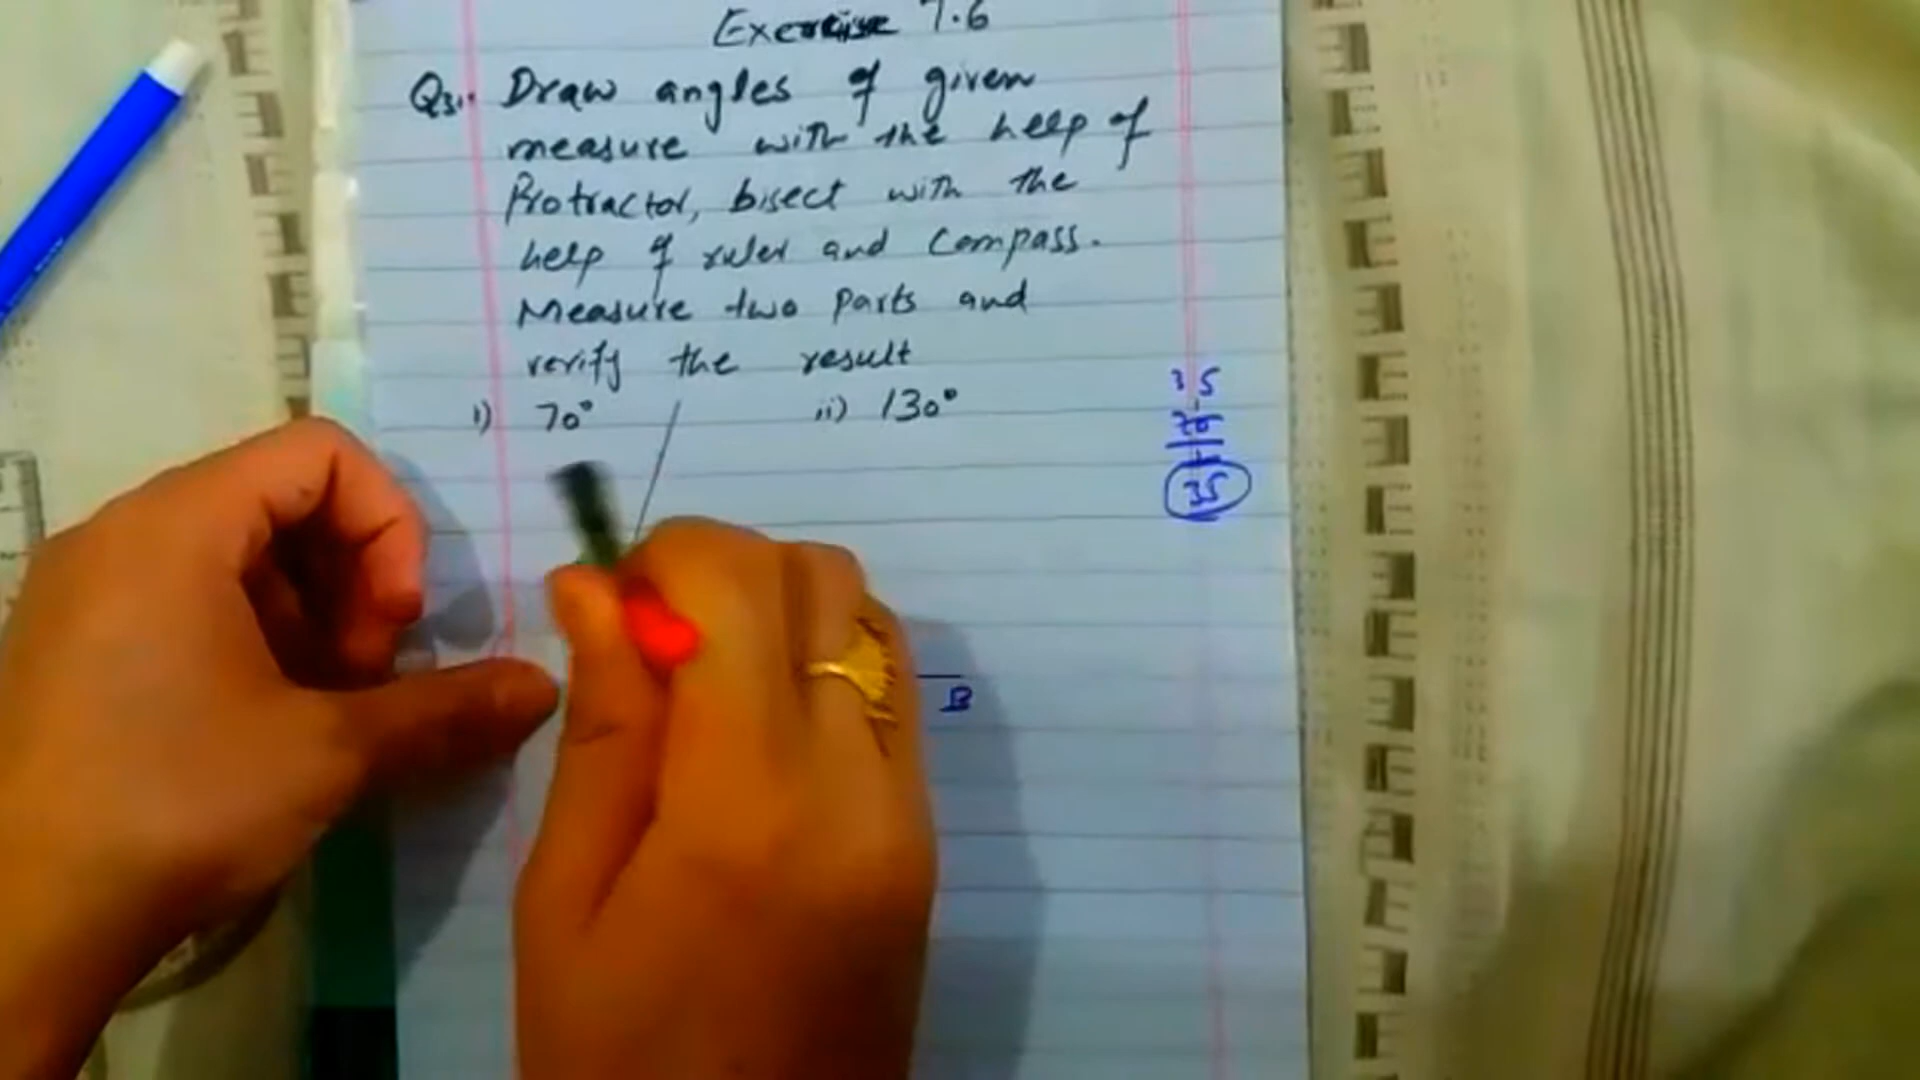 Exercise 7.6
Q3:. Draw angles of given
measure with the help of
Protractor, bisect with the
help of ruler and Compass.
Measure two Parts and
verify the result
i) 70° ii) 130°
35
70
35
B